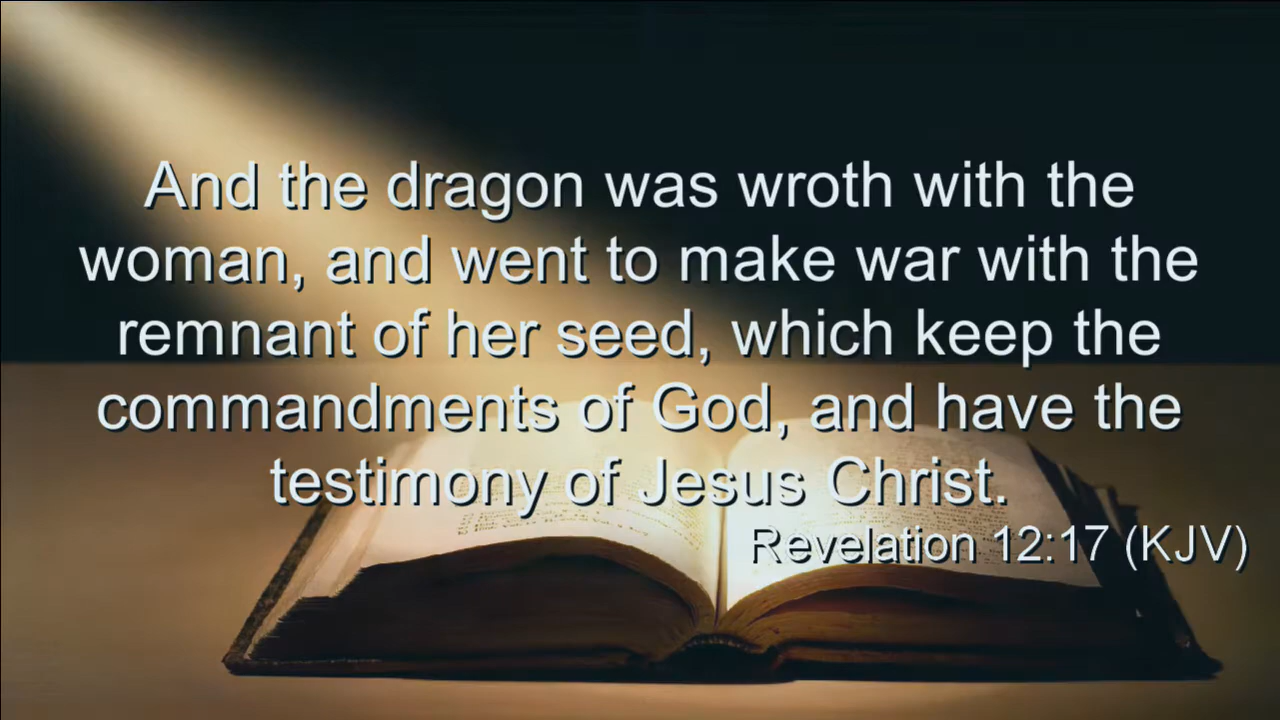 And the dragon was wroth with the
woman, and went to make war with the
remnant of her seed, which keep the
commandments of God, and have the
testimony of Jesus Christ.
Revelation 12:17 (KJV)